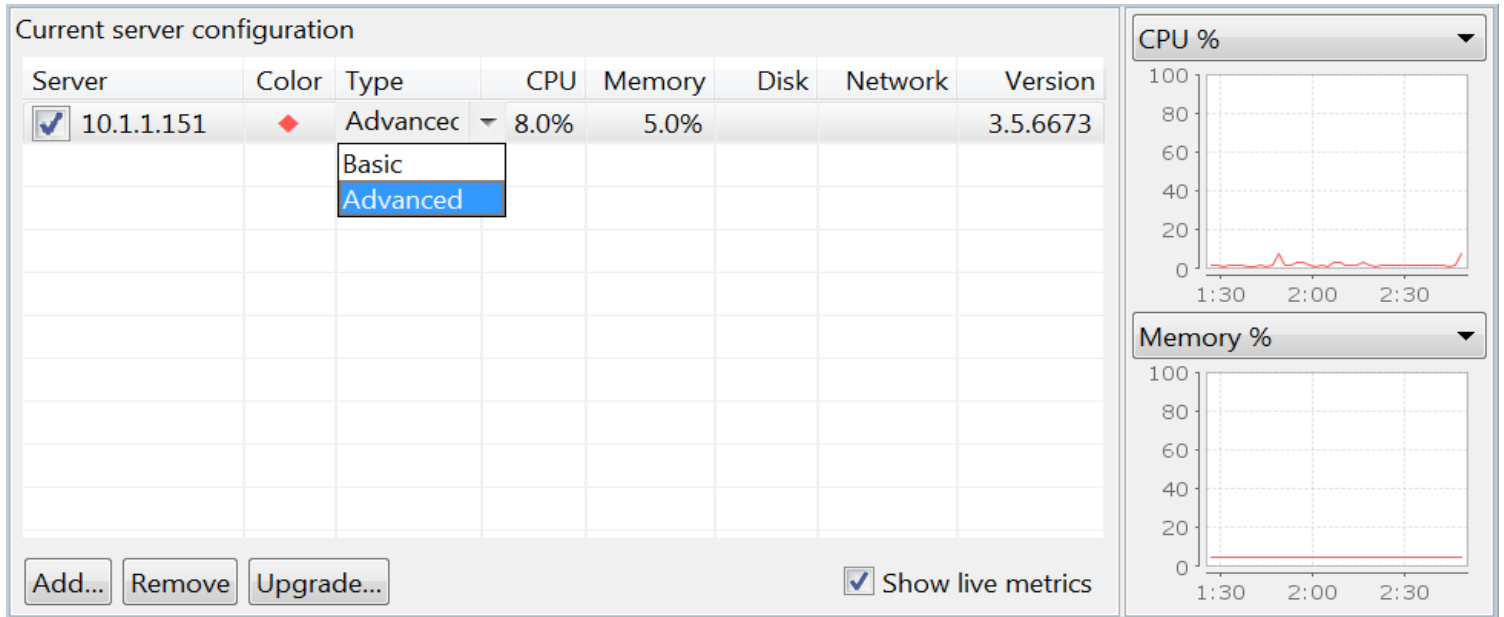 Current server configuration
Server Color Type CPU Memory Disk Network Version
10.1.1.151 Advanced 8.0% 5.0% 3.5.6673
Basic
Advanced
Add... Remove Upgrade... Show live metrics
CPU %
100
80
60
40
20
0
1:30 2:00 2:30
Memory %
100
80
60
40
20
0
1:30 2:00 2:30